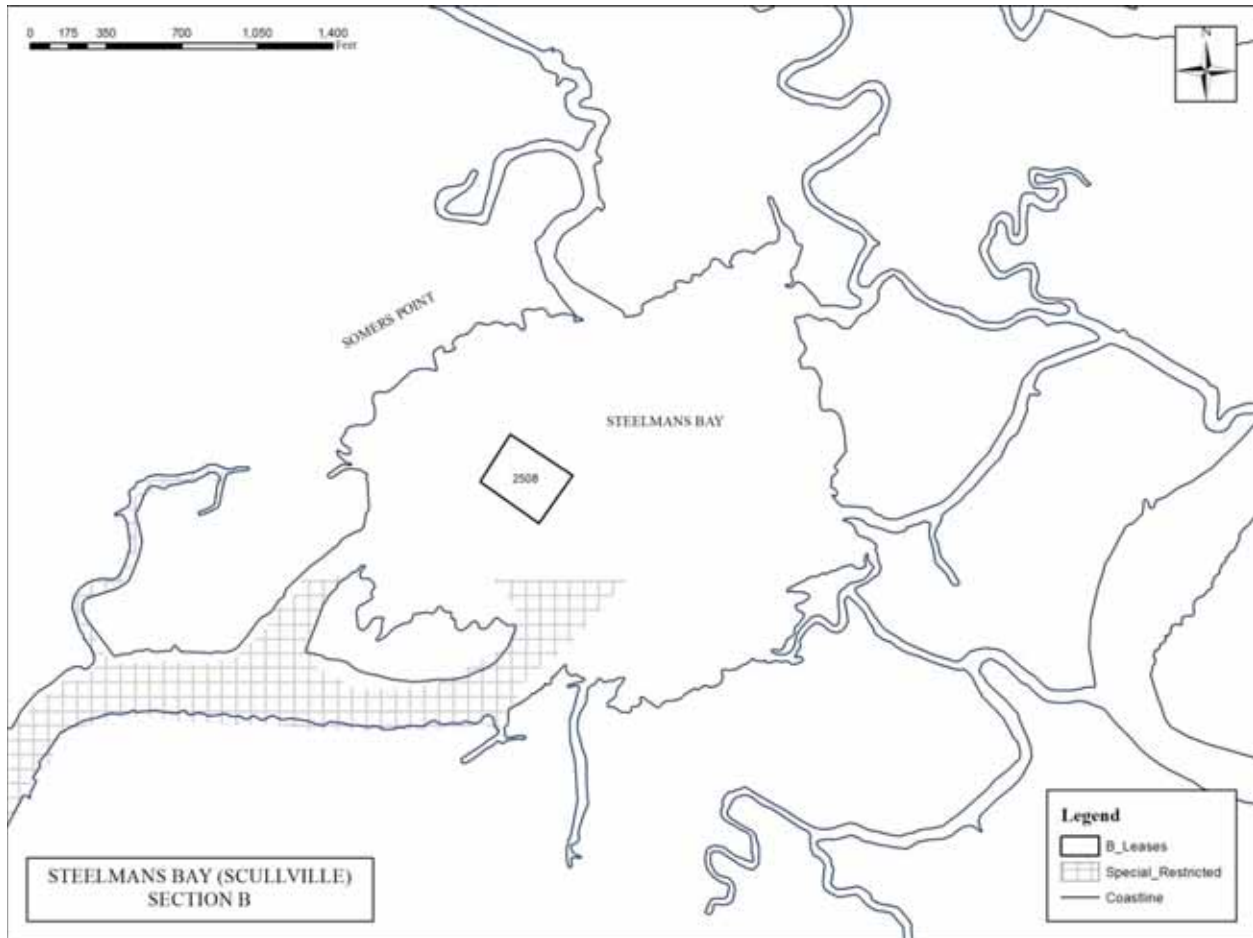 0 175 350 700 1,050 1,400
Feet
N
SOMERS POINT
STEELMANS BAY
2508
Legend
B_Leases
Special_Restricted
Coastline
STEELMANS BAY (SCULLVILLE)
SECTION B